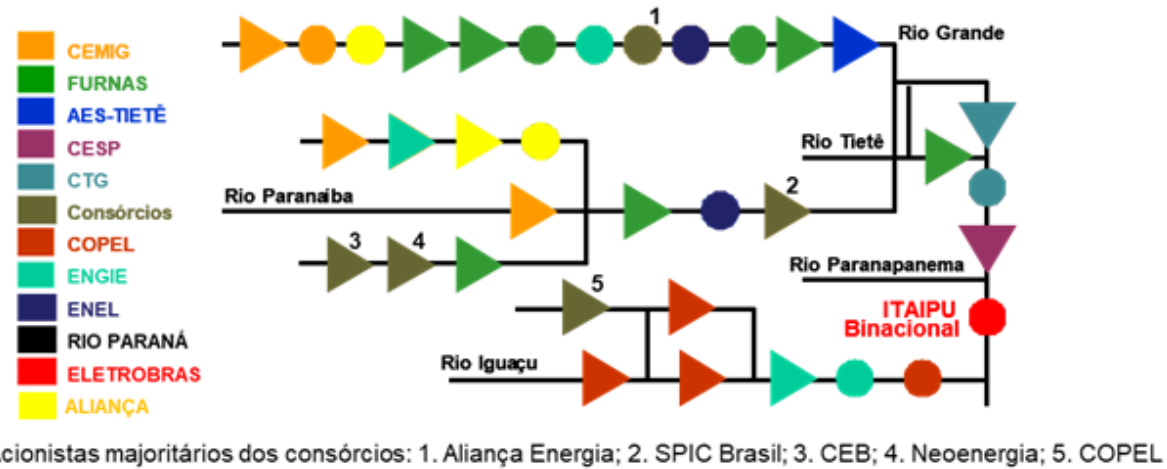 CEMIG
FURNAS
AES-TIETÊ
CESP
CTG
Consórcios
COPEL
ENGIE
ENEL
RIO PARANÁ
ELETROBRAS
ALIANÇA
1
Rio Grande
Rio Tietê
Rio Paranaíba
2
3
4
Rio Paranapanema
5
ITAIPU
Binacional
Rio Iguaçu
cionistas majoritários dos consórcios: 1. Aliança Energia; 2. SPIC Brasil; 3. CEB; 4. Neoenergia; 5. COPEL